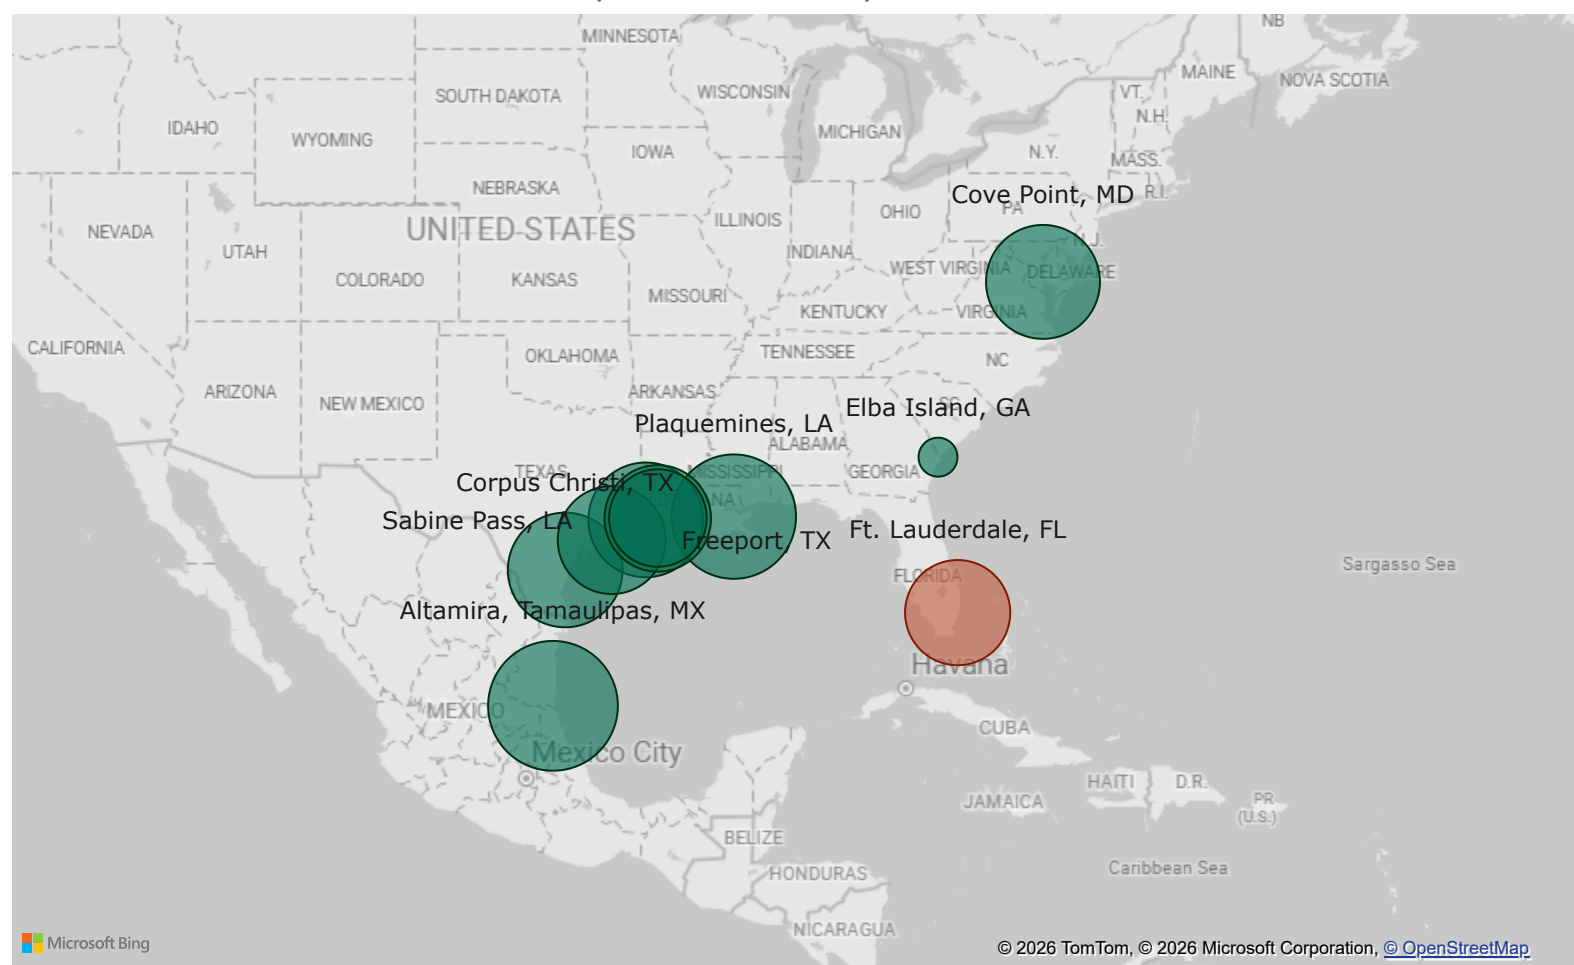 NB
MINNESOTA
MAINE
NOVA SCOTIA
SOUTH DAKOTA
WISCONSIN
VT.
N.H.
IDAHO
WYOMING
MICHIGAN
IOWA
N.Y.
MASS.
NEBRASKA
Cove Point, MD
R.I.
PA
OHIO
ILLINOIS
NEVADA
UNITED STATES
N.J.
UTAH
INDIANA
COLORADO
KANSAS
WEST VIRGINIA
DELAWARE
MISSOURI
KENTUCKY
VIRGINIA
CALIFORNIA
OKLAHOMA
TENNESSEE
NC
ARIZONA
NEW MEXICO
ARKANSAS
Elba Island, GA
SC
Plaquemines, LA
ALABAMA
TEXAS
MISSISSIPPI
GEORGIA
Corpus Christi, TX
Sabine Pass, LA
Freeport, TX
Ft. Lauderdale, FL
Sargasso Sea
FLORIDA
Altamira, Tamaulipas, MX
Havana
MEXICO
CUBA
Mexico City
HAITI
D.R.
JAMAICA
PR
(U.S.)
BELIZE
Caribbean Sea
HONDURAS
NICARAGUA
Microsoft Bing
© 2026 TomTom, © 2026 Microsoft Corporation, © OpenStreetMap